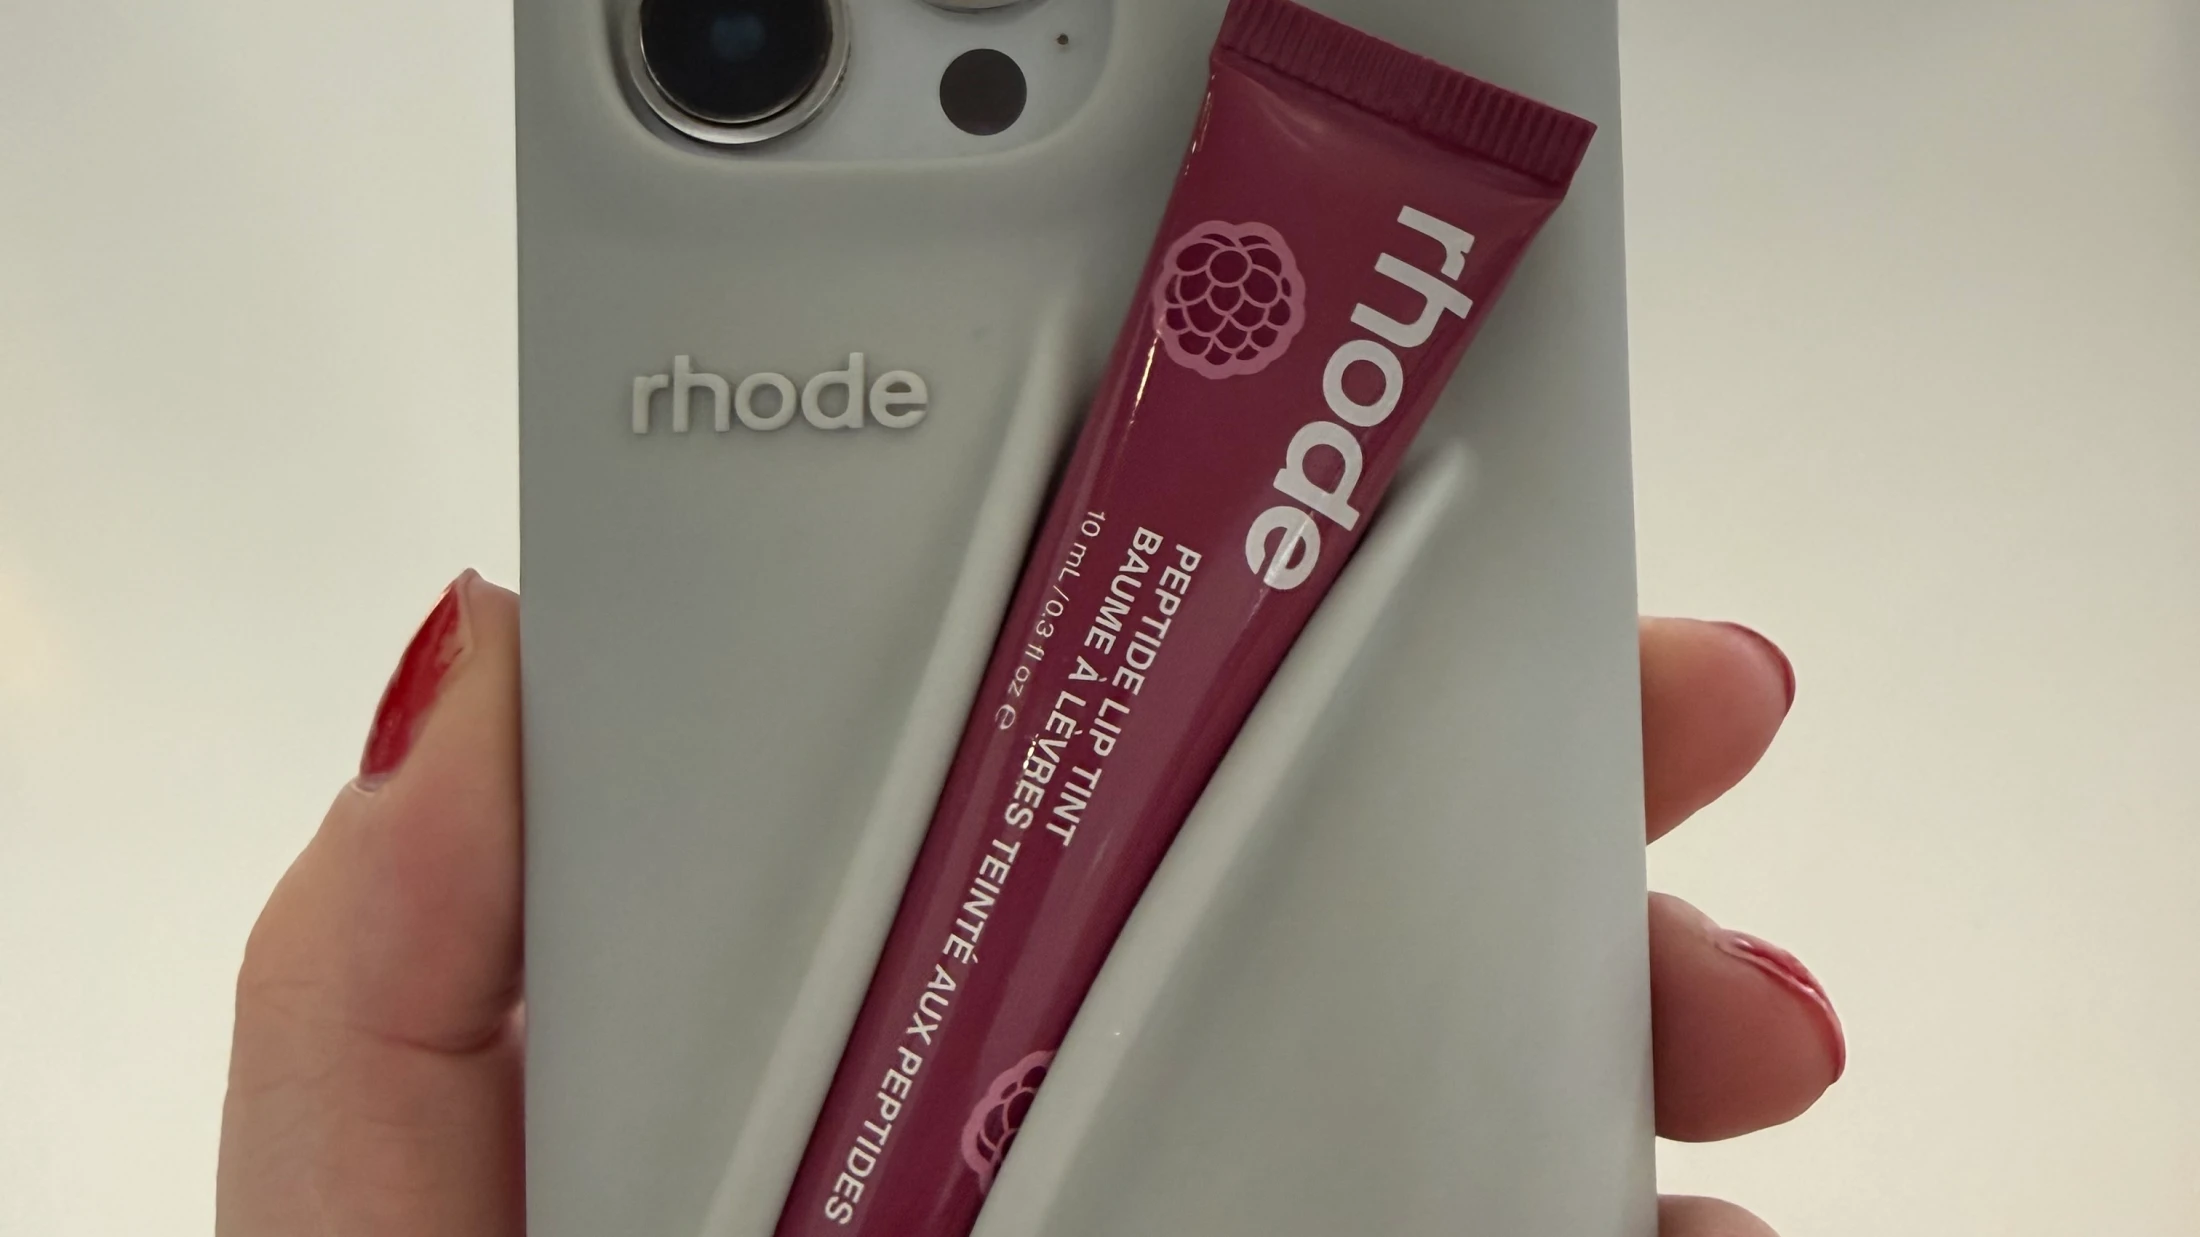 rhode
rhode
PEPTIDE LIP TINT
BAUME À LÈVRES TEINTÉ AUX PEPTIDES
10 mL / 0.3 fl oz e